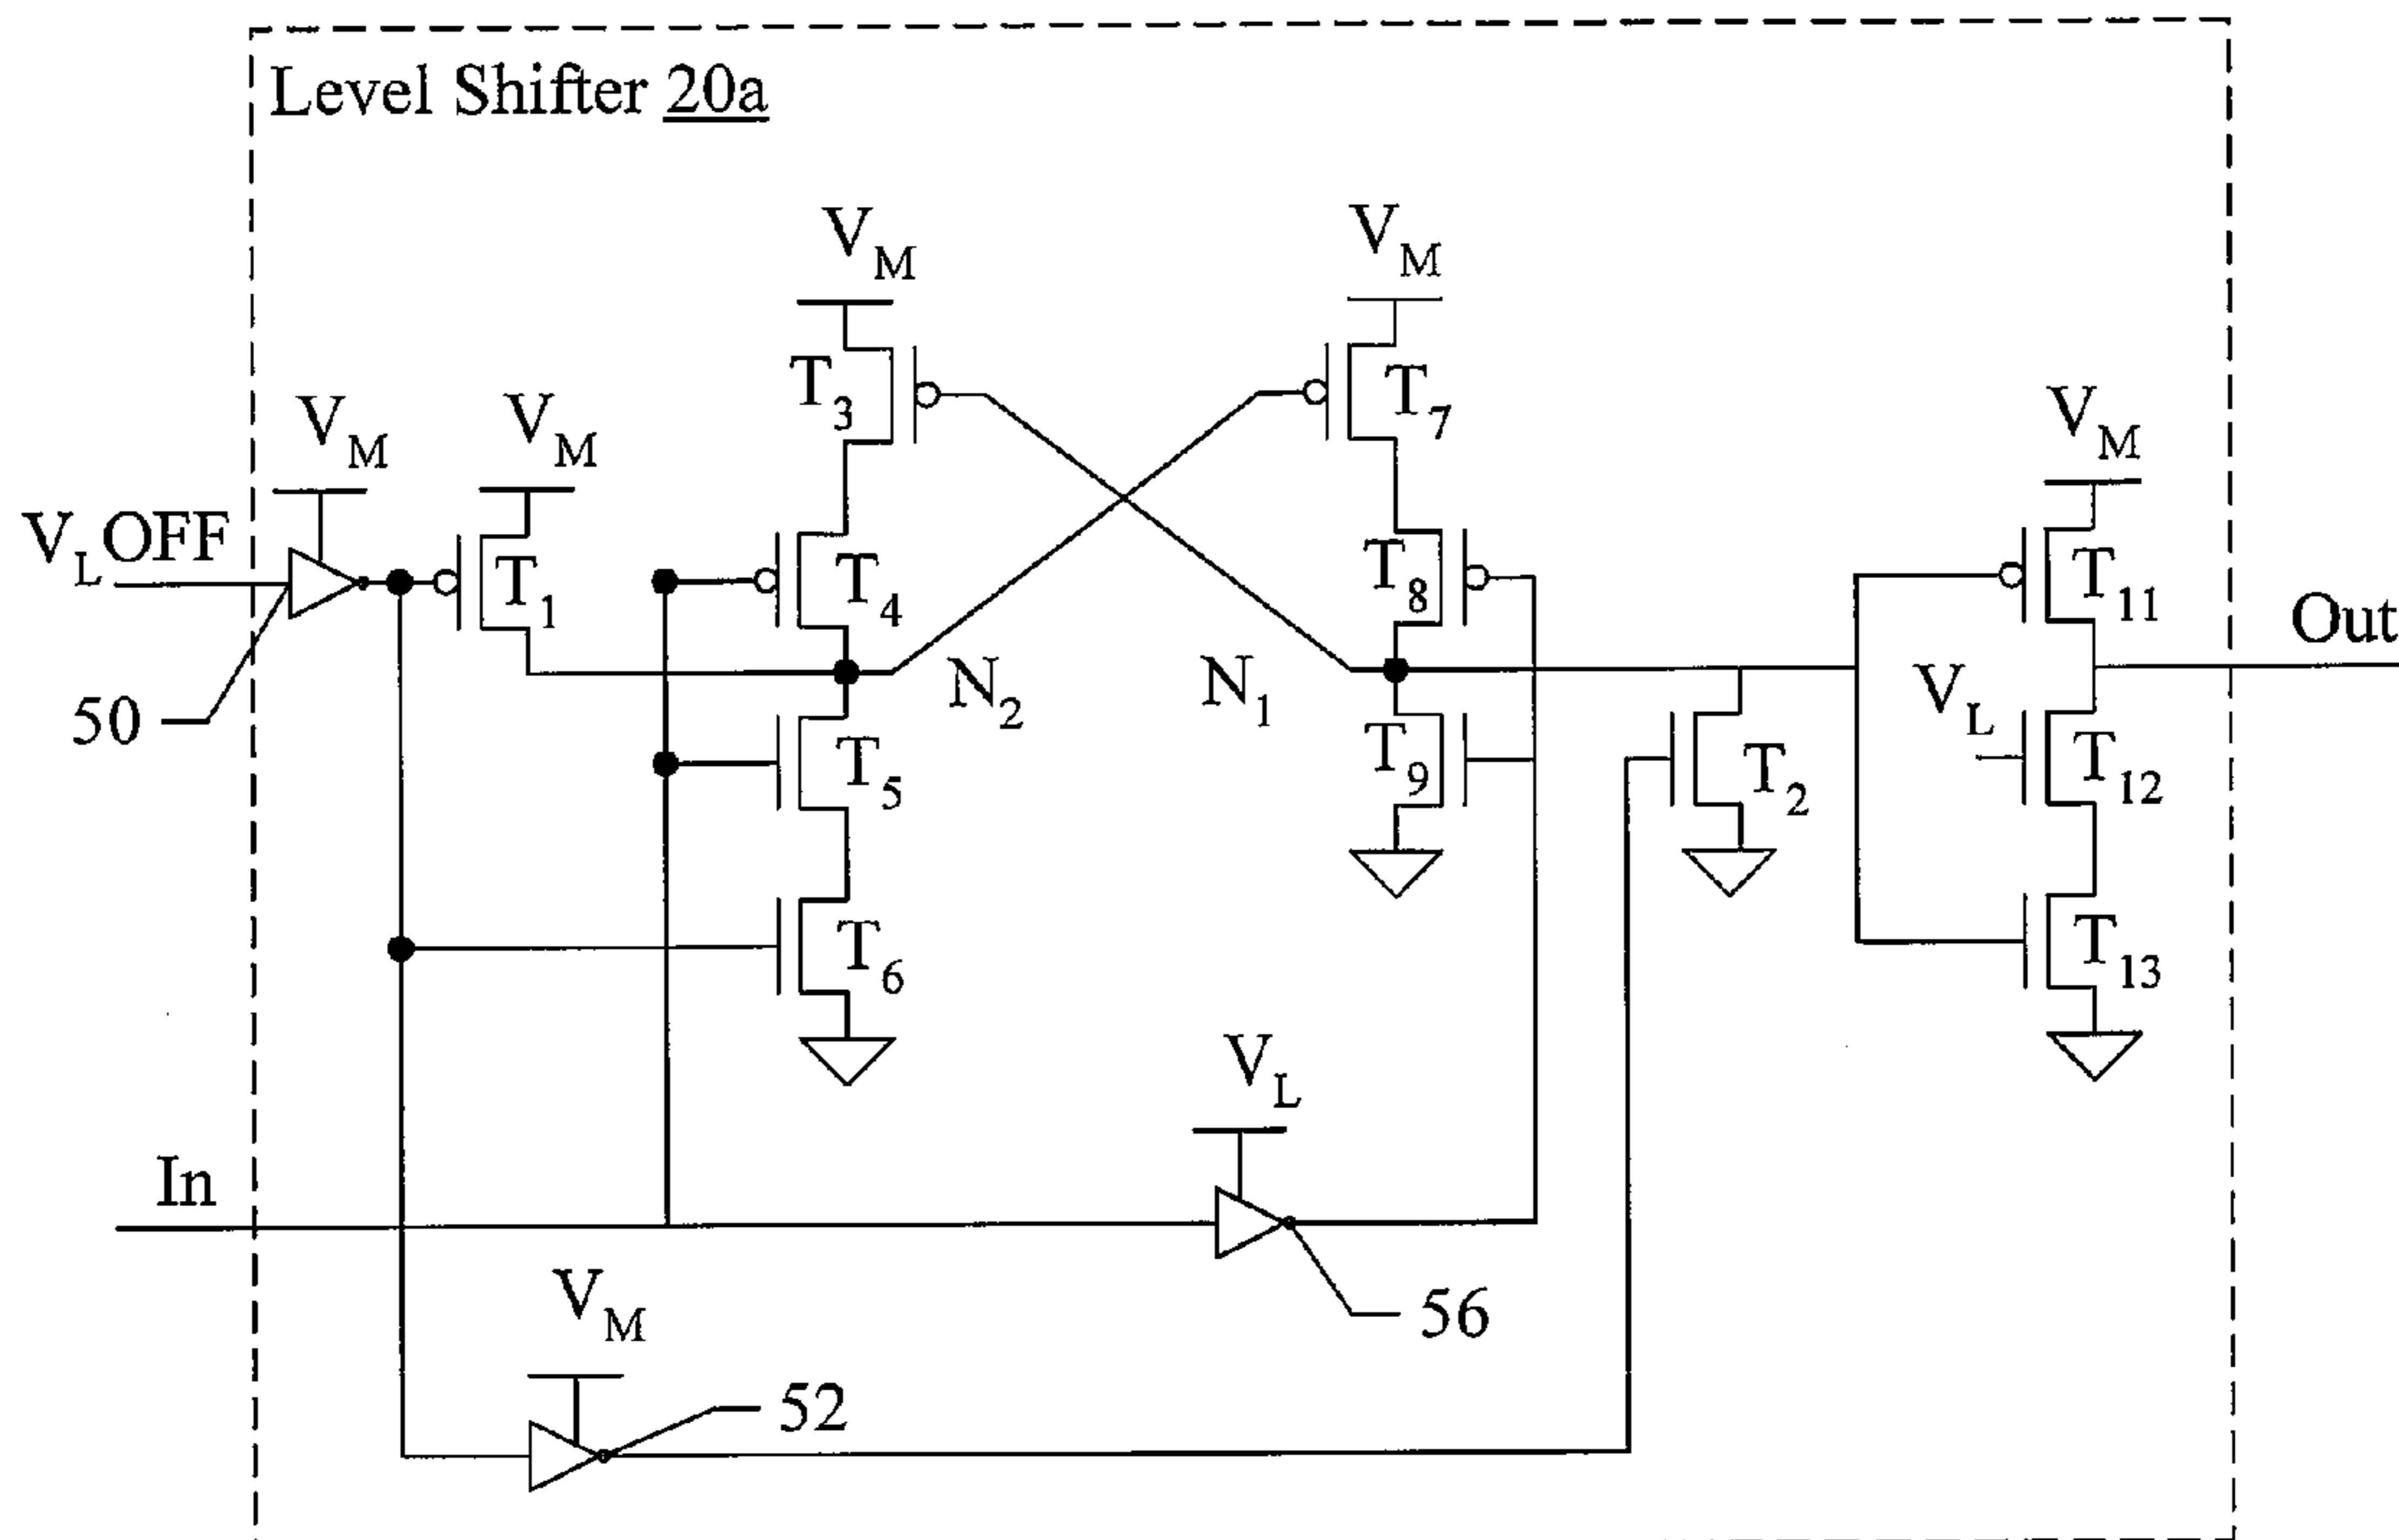 Level Shifter 20a
V_M
V_M
T_3
T_7
V_M
V_M
V_M
V_L OFF
T_1
T_4
T_8
T_11
Out
50
N_2
N_1
V_L
T_5
T_9
T_2
T_12
T_6
T_13
V_L
In
V_M
56
52